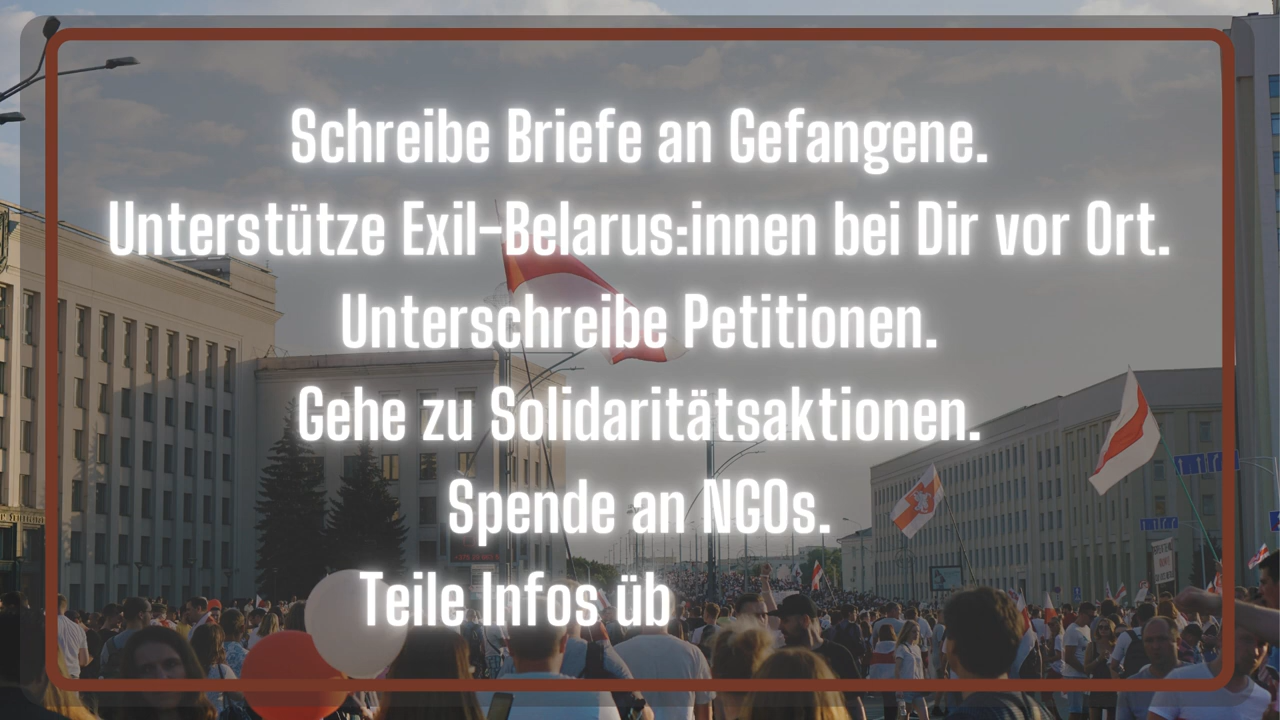 Schreibe Briefe an Gefangene.
Unterstütze Exil-Belarus:innen bei Dir vor Ort.
Unterschreibe Petitionen.
Gehe zu Solidaritätsaktionen.
Spende an NGOs.
Teile Infos üb